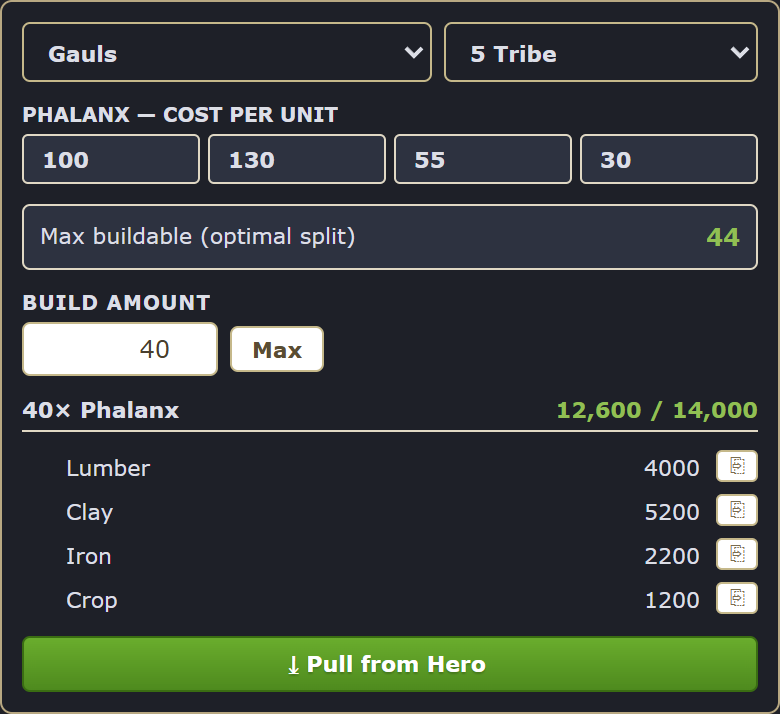 Gauls 5 Tribe
PHALANX — COST PER UNIT
100 130 55 30
Max buildable (optimal split) 44
BUILD AMOUNT
40 Max
40× Phalanx 12,600 / 14,000
Lumber 4000
Clay 5200
Iron 2200
Crop 1200
⤓ Pull from Hero